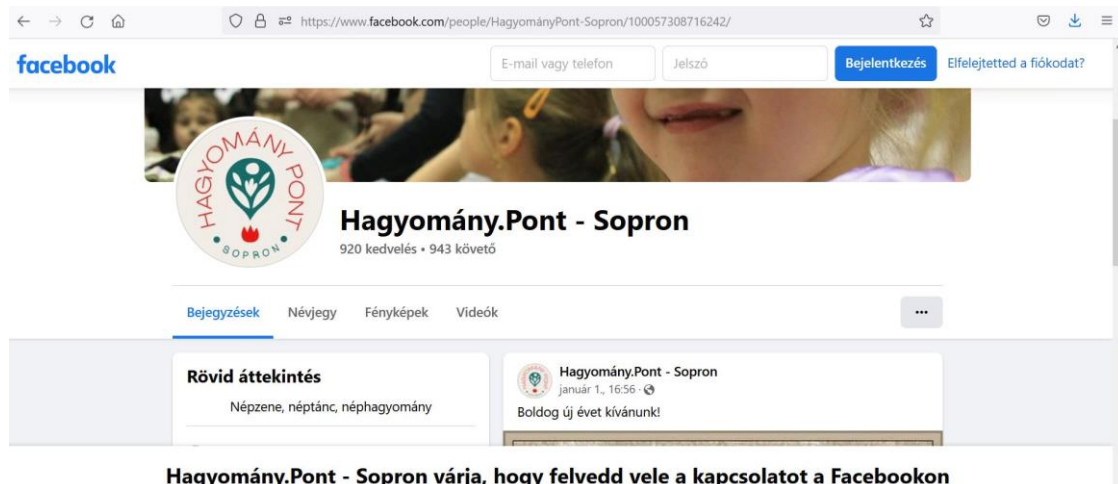 https://www.facebook.com/people/HagyományPont-Sopron/100057308716242/
facebook
E-mail vagy telefon
Jelszó
Bejelentkezés
Elfelejtetted a fiókodat?
HAGYOMÁNY PONT
• SOPRON •
Hagyomány.Pont - Sopron
920 kedvelés • 943 követő
Bejegyzések
Névjegy
Fényképek
Videók
Rövid áttekintés
Népzene, néptánc, néphagyomány
Hagyomány.Pont - Sopron
január 1., 16:56 ·
Boldog új évet kívánunk!
Hagyomány.Pont - Sopron várja, hogy felvedd vele a kapcsolatot a Facebookon